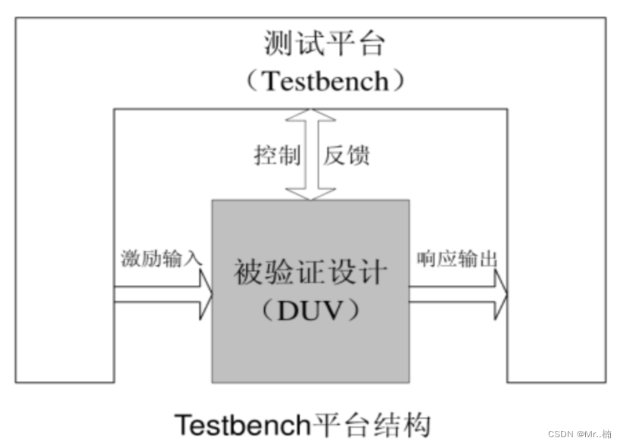 测试平台
（Testbench）
控制 反馈
激励输入
被验证设计
（DUV）
响应输出
Testbench平台结构
CSDN @Mr..楠